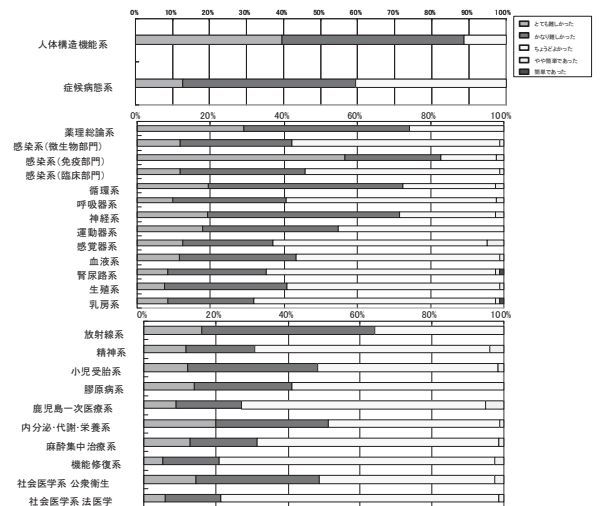 0% 10% 20% 30% 40% 50% 60% 70% 80% 90% 100%
とても難しかった
かなり難しかった
ちょうどよかった
やや簡単であった
簡単であった
人体構造機能系
症候病態系
0% 20% 40% 60% 80% 100%
薬理総論系
感染系(微生物部門)
感染系(免疫部門)
感染系(臨床部門)
循環系
呼吸器系
神経系
運動器系
感覚器系
血液系
腎尿路系
生殖系
乳房系
0% 20% 40% 60% 80% 100%
放射線系
精神系
小児受胎系
膠原病系
鹿児島一次医療系
内分泌・代謝・栄養系
麻酔集中治療系
機能修復系
社会医学系 公衆衛生
社会医学系 法医学